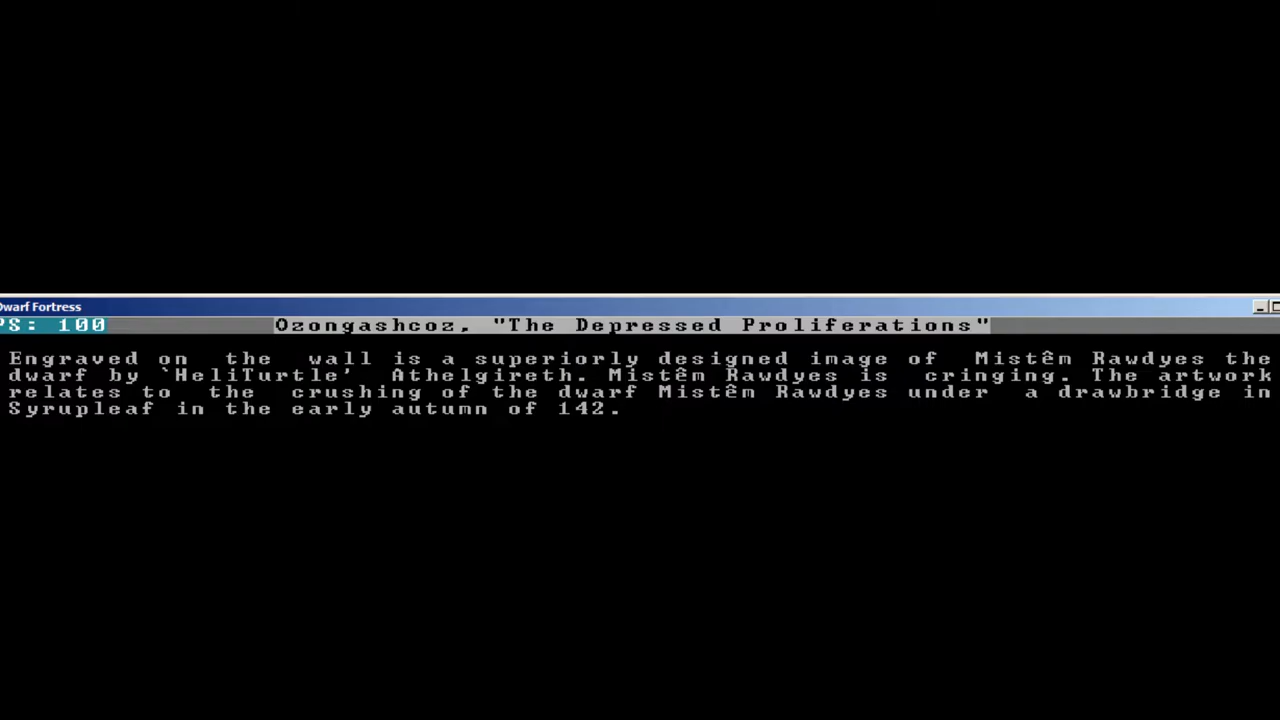 Dwarf Fortress
PS: 100 Ozongashcoz, "The Depressed Proliferations"
Engraved on the wall is a superiorly designed image of Mistêm Rawdyes the
dwarf by `HeliTurtle' Athelgireth. Mistêm Rawdyes is cringing. The artwork
relates to the crushing of the dwarf Mistêm Rawdyes under a drawbridge in
Syrupleaf in the early autumn of 142.